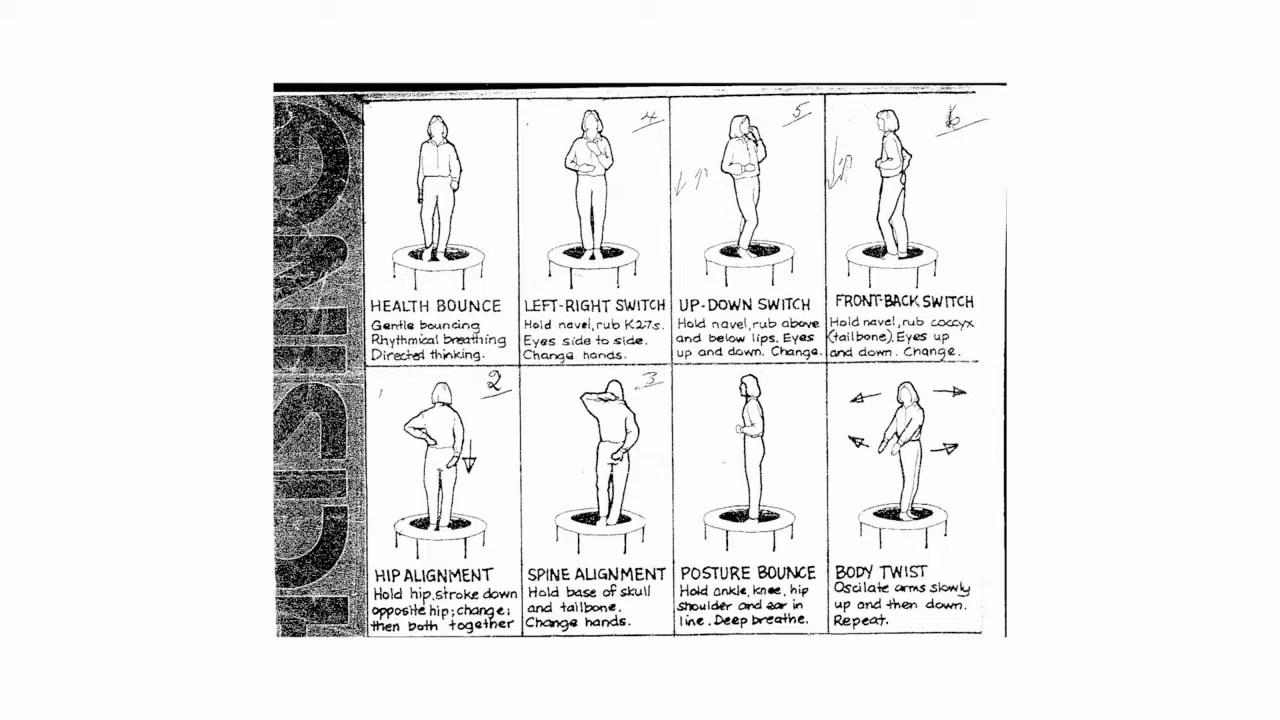 HEALTH BOUNCE
Gentle bouncing
Rhythmical breathing
Directed thinking.
4
LEFT-RIGHT SWITCH
Hold navel, rub K27s.
Eyes side to side.
Change hands.
5
UP-DOWN SWITCH
Hold navel, rub above
and below lips. Eyes
up and down. Change.
6
FRONT-BACK SWITCH
Hold navel, rub coccyx
(tailbone). Eyes up
and down. Change.
2
HIP ALIGNMENT
Hold hip, stroke down
opposite hip; change;
then both together
3
SPINE ALIGNMENT
Hold base of skull
and tailbone.
Change hands.
POSTURE BOUNCE
Hold ankle, knee, hip
shoulder and ear in
line. Deep breathe.
BODY TWIST
Oscilate arms slowly
up and then down.
Repeat.